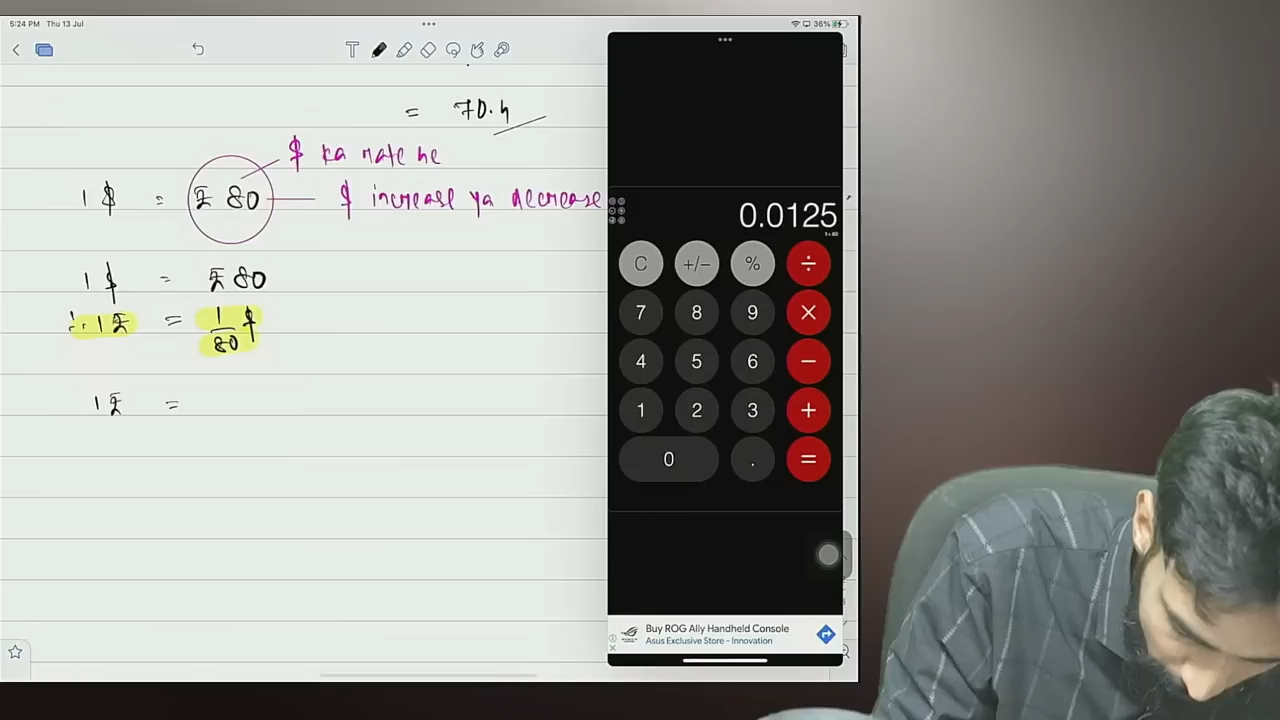 5:24 PM Thu 13 Jul
36%
T
= 70.4
$ ka rate he
1 $ = ₹ 80
$ increase ya decrease
1 $ = ₹ 80
∴ 1 ₹ = 1/80 $
1 ₹ =
0.0125
1÷80
C +/− % ÷
7 8 9 ×
4 5 6 −
1 2 3 +
0 . =
Buy ROG Ally Handheld Console
Asus Exclusive Store - Innovation